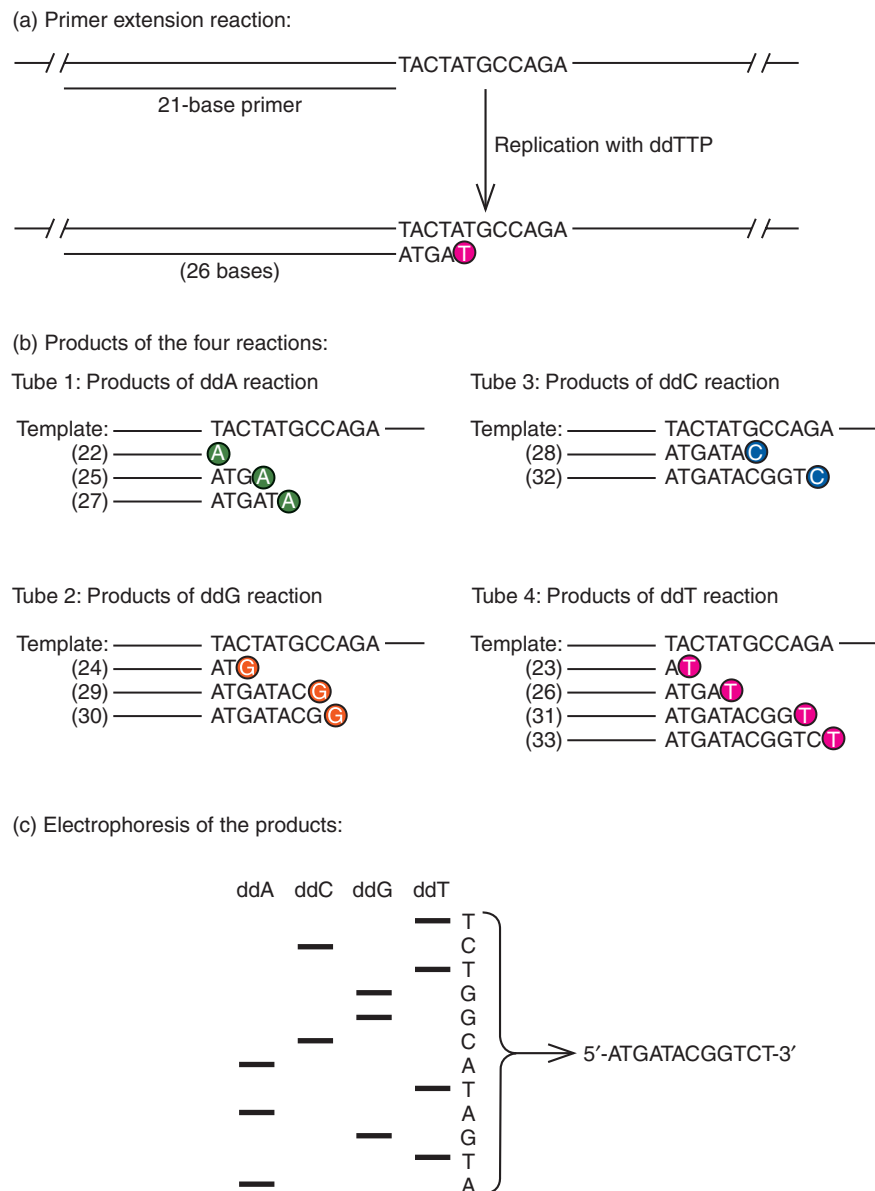 (a) Primer extension reaction:
TACTATGCCAGA
21-base primer
Replication with ddTTP
TACTATGCCAGA
ATGAT
(26 bases)
(b) Products of the four reactions:
Tube 1: Products of ddA reaction
Template: TACTATGCCAGA
(22) A
(25) ATGA
(27) ATGATA
Tube 3: Products of ddC reaction
Template: TACTATGCCAGA
(28) ATGATAC
(32) ATGATACGGTC
Tube 2: Products of ddG reaction
Template: TACTATGCCAGA
(24) ATG
(29) ATGATACG
(30) ATGATACGG
Tube 4: Products of ddT reaction
Template: TACTATGCCAGA
(23) AT
(26) ATGAT
(31) ATGATACGGT
(33) ATGATACGGTCT
(c) Electrophoresis of the products:
ddA ddC ddG ddT
T
C
T
G
G
C
A
T
A
G
T
A
5′-ATGATACGGTCT-3′